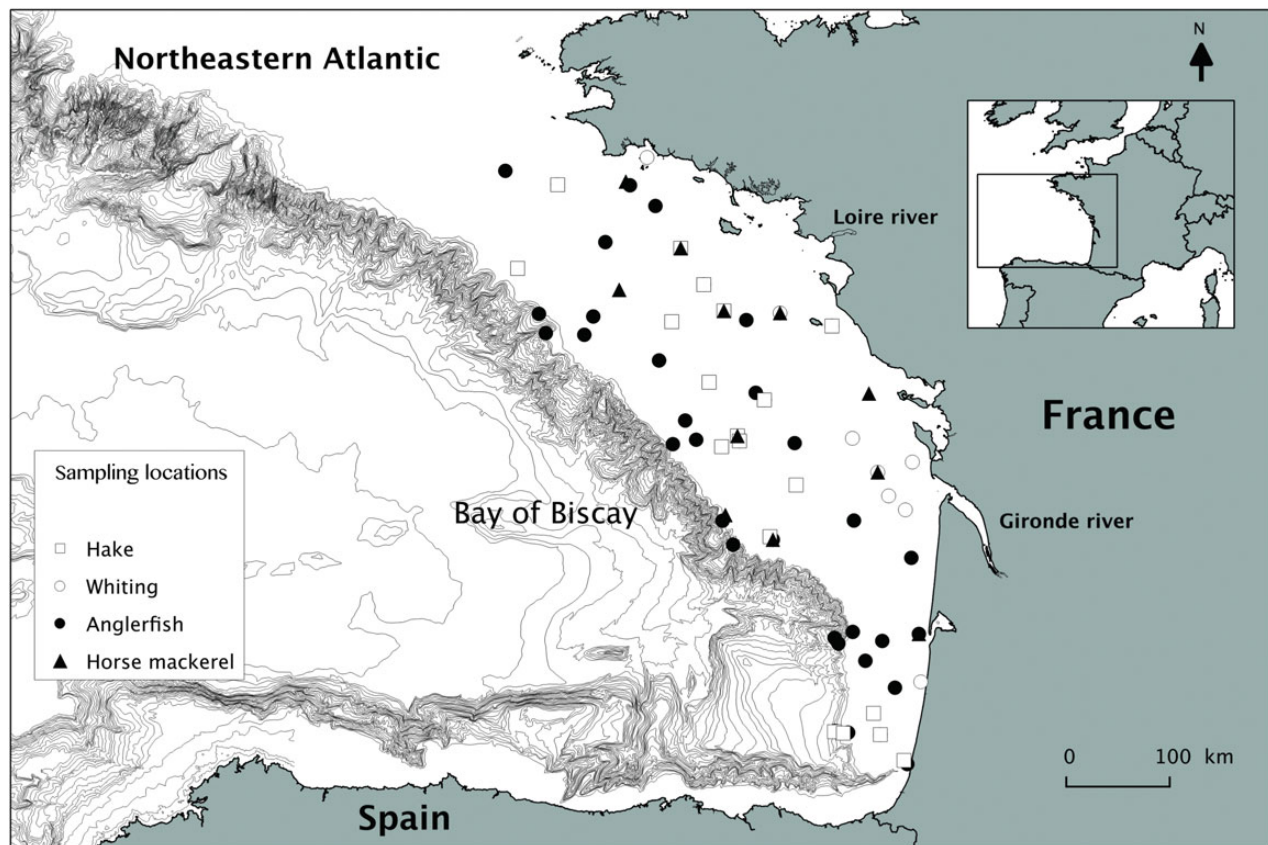 Northeastern Atlantic
N
Loire river
France
Sampling locations
Bay of Biscay
Gironde river
Hake
Whiting
Anglerfish
Horse mackerel
0 100 km
Spain